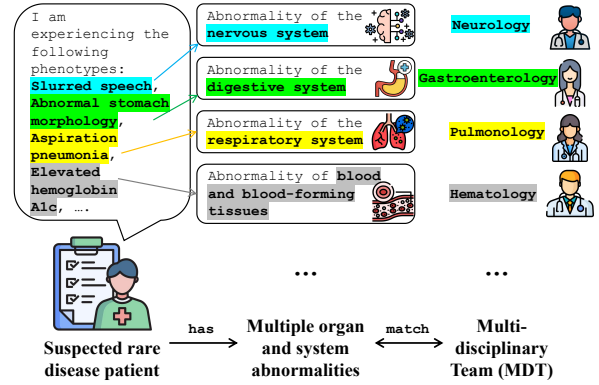 I am
experiencing the
following
phenotypes:
Slurred speech,
Abnormal stomach
morphology,
Aspiration
pneumonia,
Elevated
hemoglobin
A1c, ….
Abnormality of the
nervous system
Neurology
Abnormality of the
digestive system
Gastroenterology
Abnormality of the
respiratory system
Pulmonology
Abnormality of blood
and blood-forming
tissues
Hematology
...
...
Suspected rare
disease patient
has
Multiple organ
and system
abnormalities
match
Multi-
disciplinary
Team (MDT)